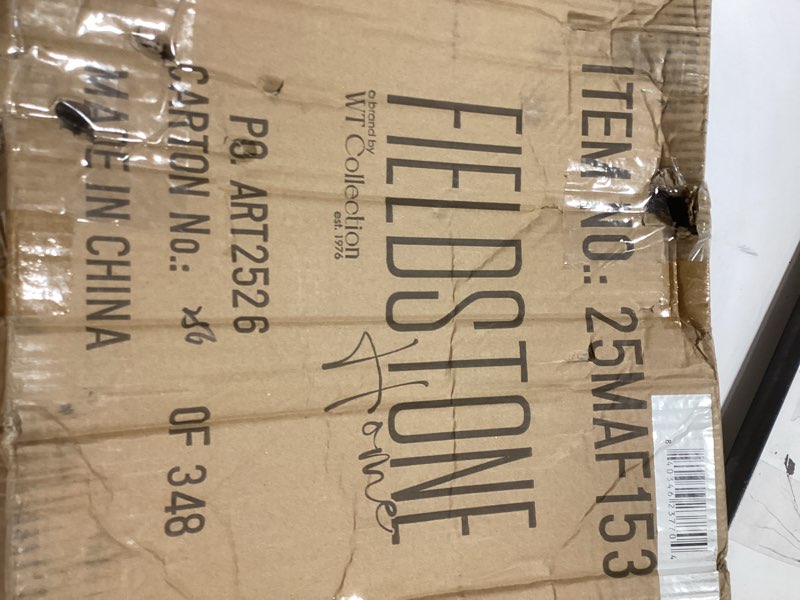 ITEM NO.: 25MAF153
FIELDSTONE
Home
a brand by
WT Collection
est. 1976
PO. ART2526
CARTON No.: OF 348
MADE IN CHINA